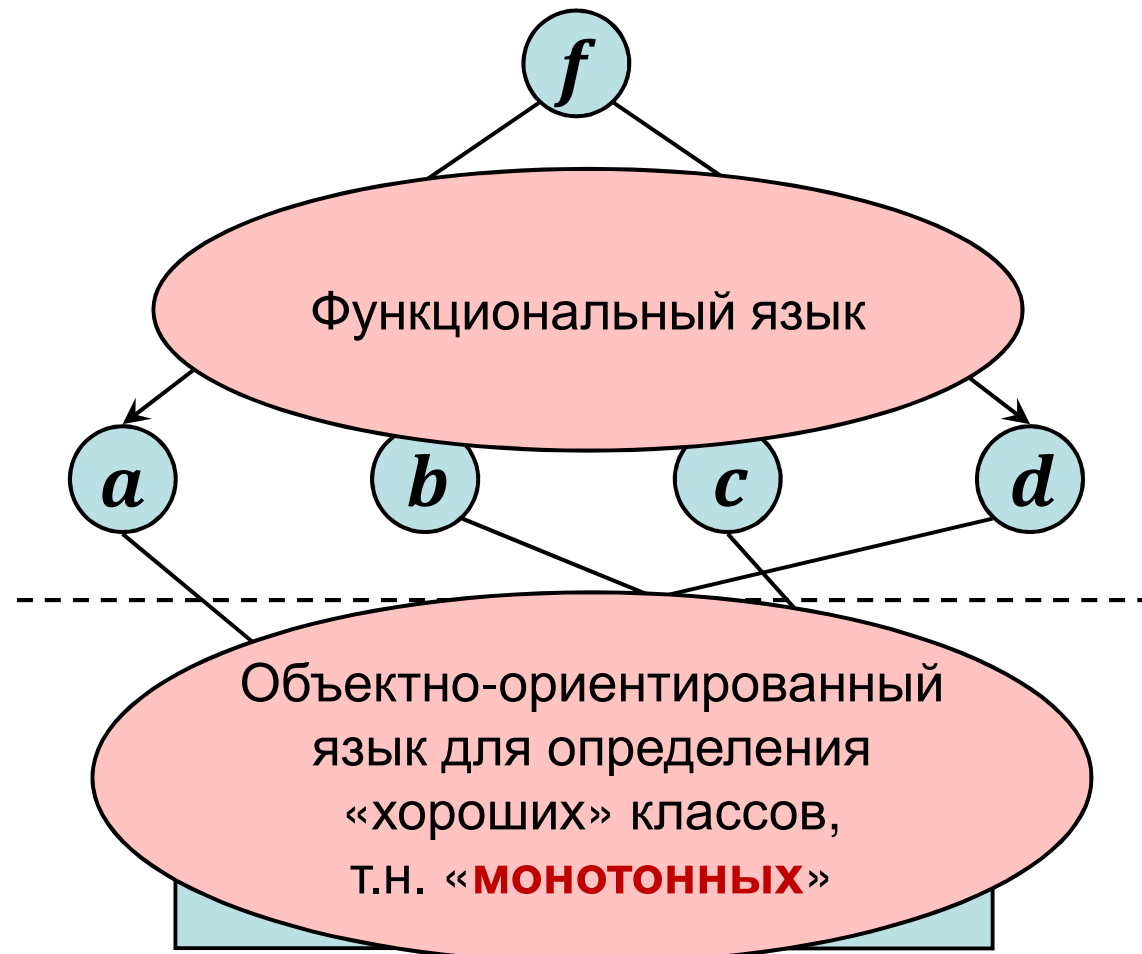 f
Функциональный язык
a b c d
Объектно-ориентированный
язык для определения
«хороших» классов,
т.н. «монотонных»